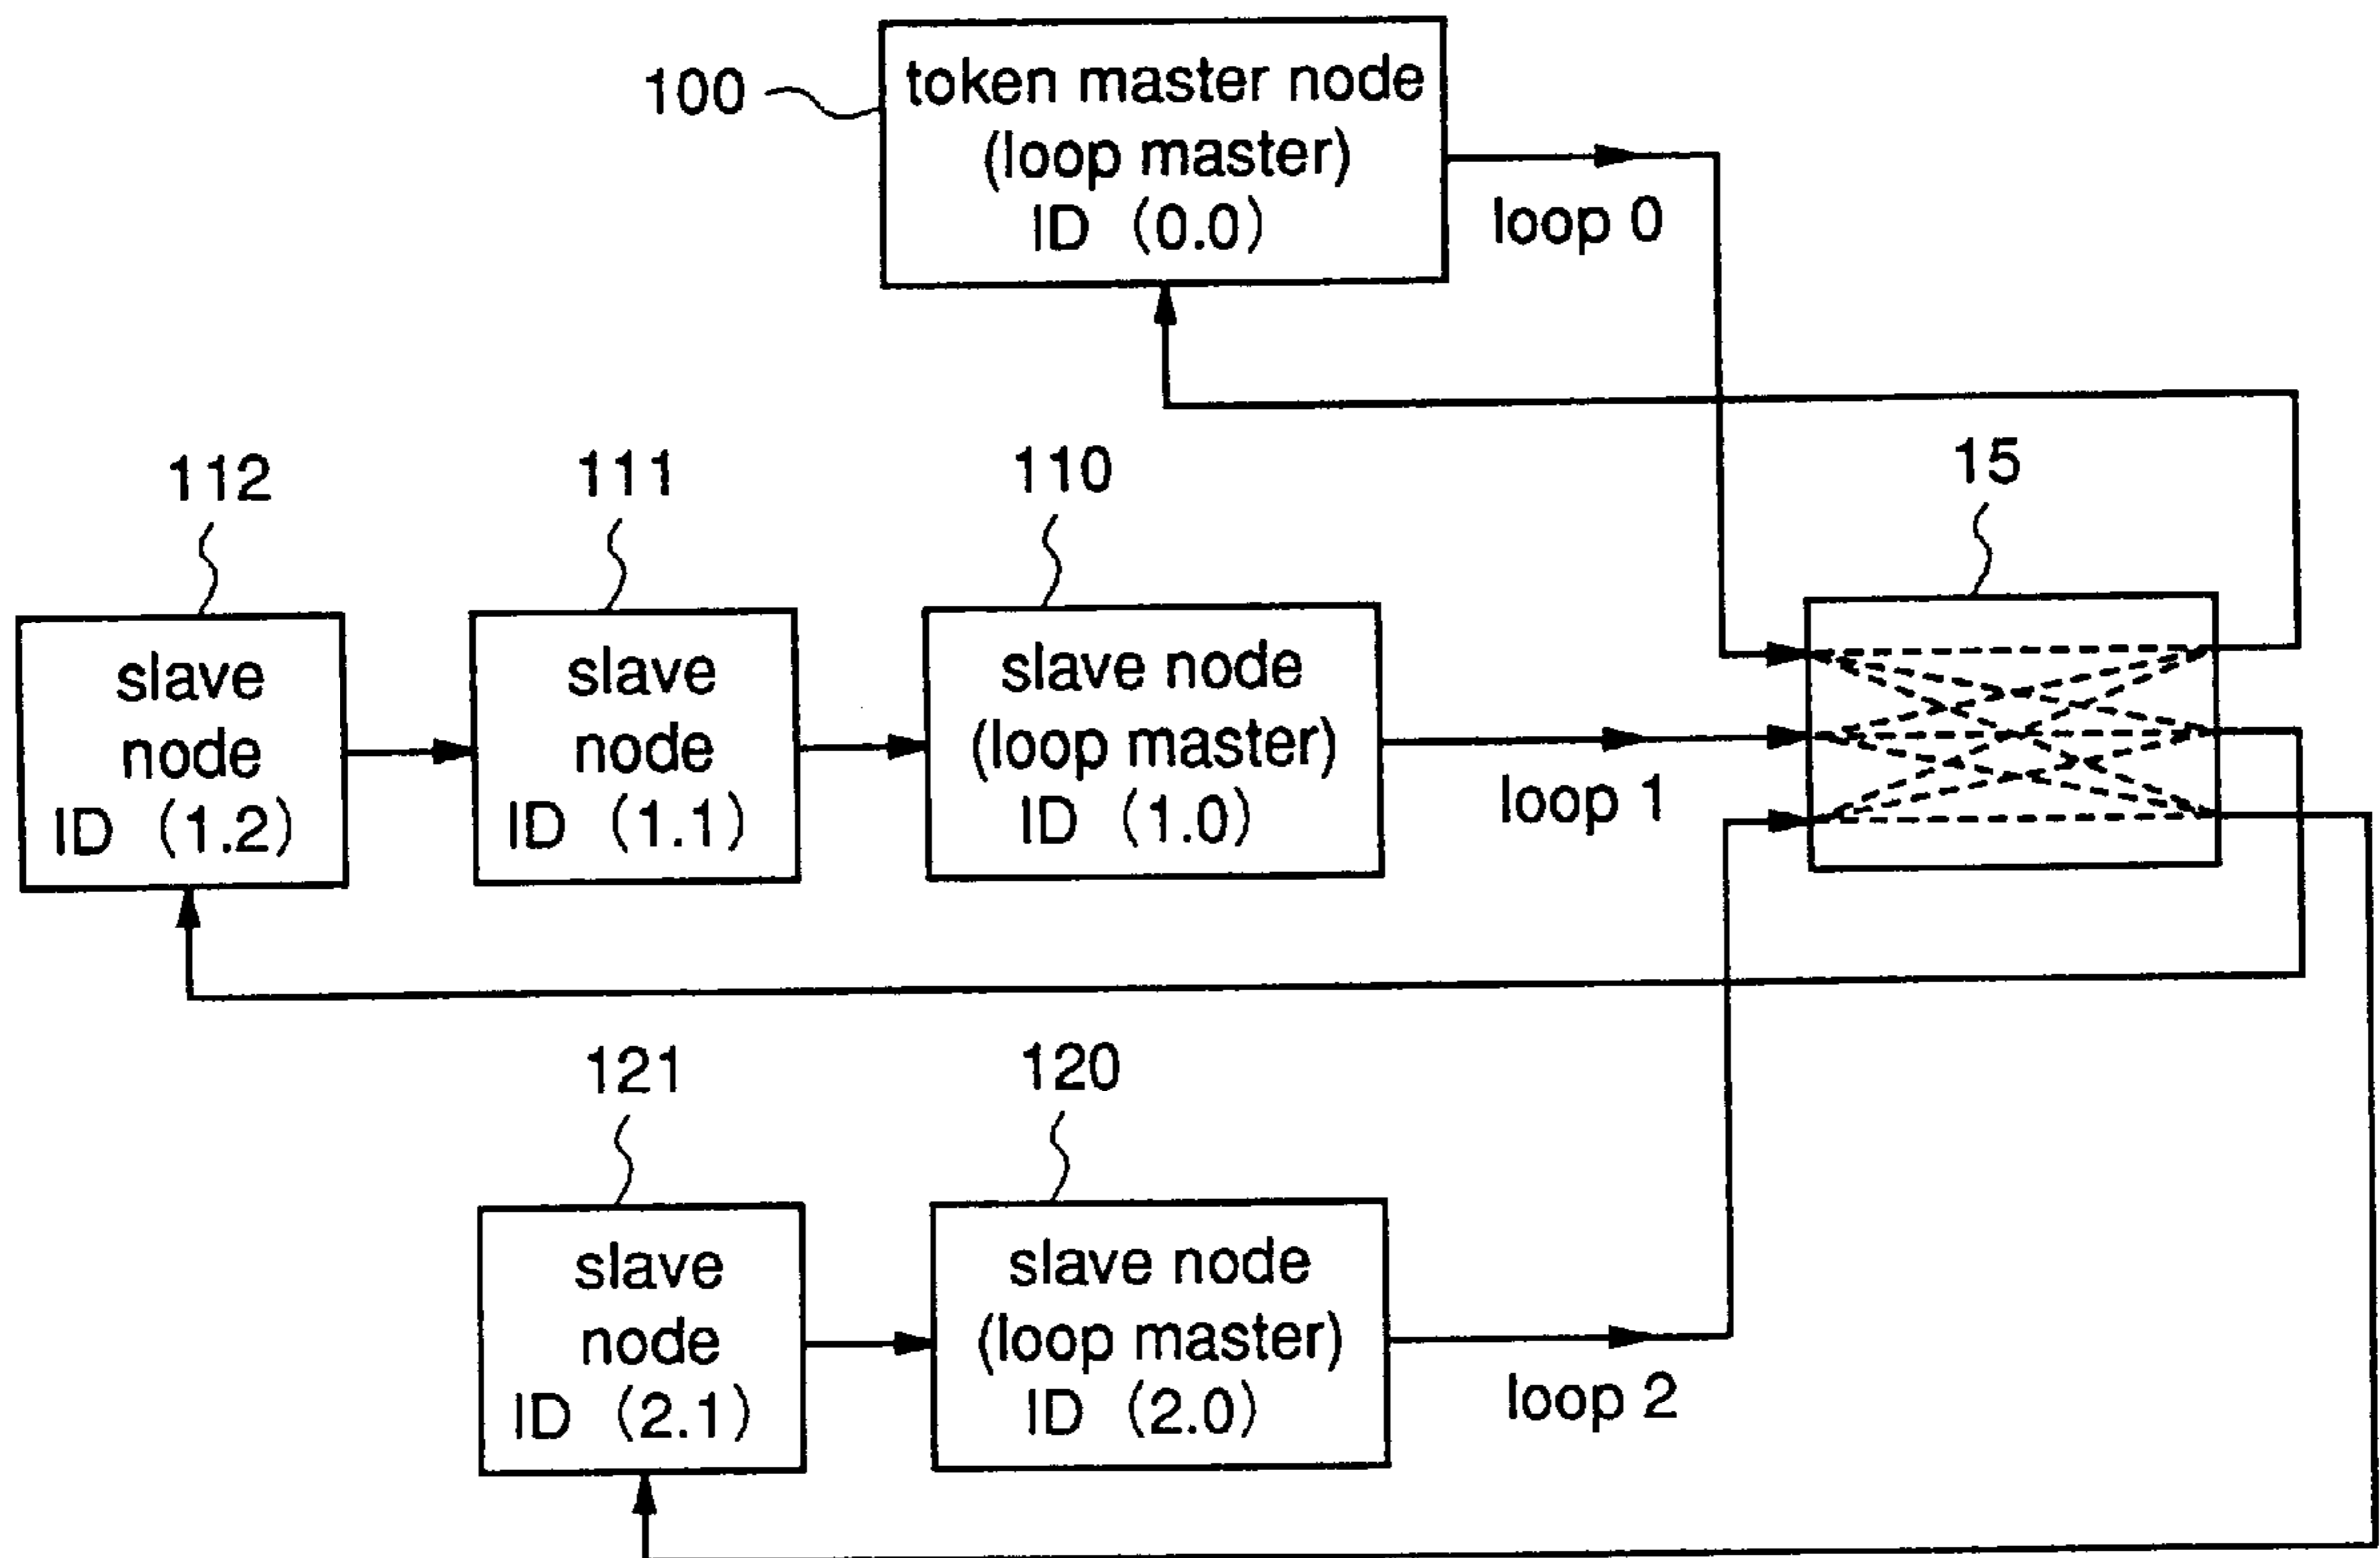 100
token master node
(loop master)
ID (0.0)
loop 0
112
111
110
15
slave
node
ID (1.2)
slave
node
ID (1.1)
slave node
(loop master)
ID (1.0)
loop 1
121
120
slave
node
ID (2.1)
slave node
(loop master)
ID (2.0)
loop 2